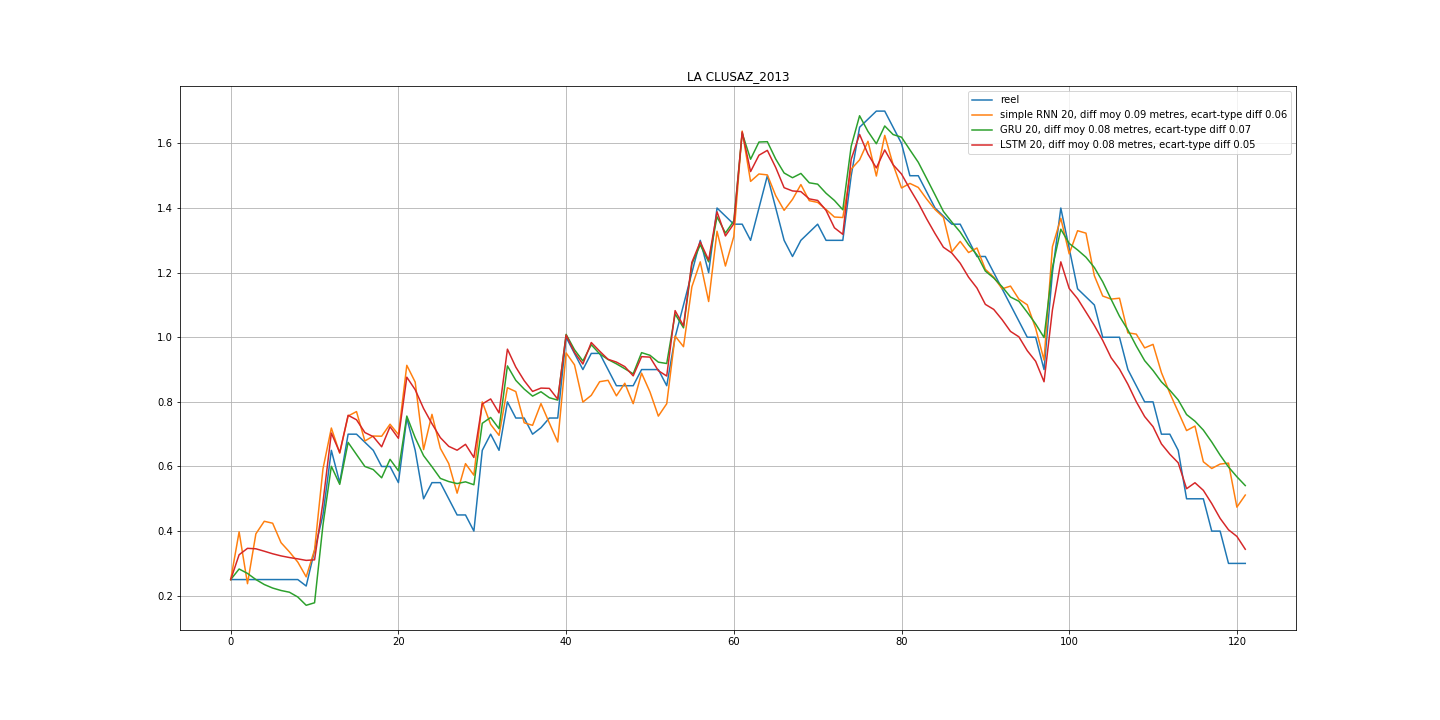 LA CLUSAZ_2013
reel
simple RNN 20, diff moy 0.09 metres, ecart-type diff 0.06
GRU 20, diff moy 0.08 metres, ecart-type diff 0.07
LSTM 20, diff moy 0.08 metres, ecart-type diff 0.05
1.6
1.4
1.2
1.0
0.8
0.6
0.4
0.2
0 20 40 60 80 100 120